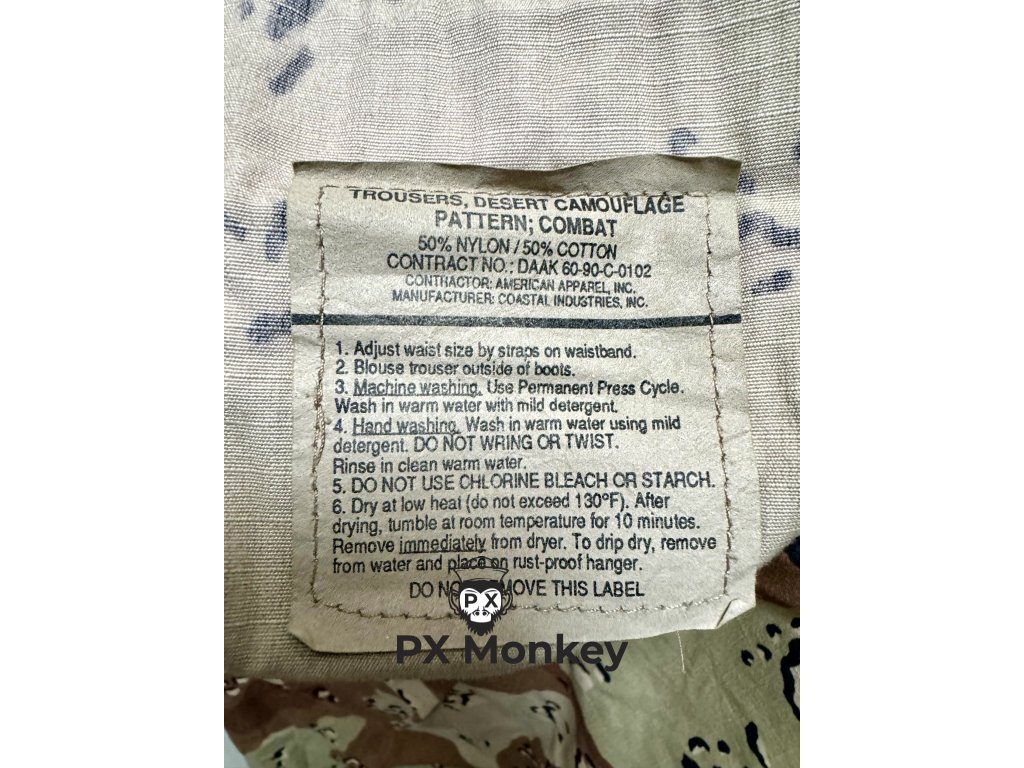 TROUSERS, DESERT CAMOUFLAGE
PATTERN; COMBAT
50% NYLON / 50% COTTON
CONTRACT NO.: DAAK 60-90-C-0102
CONTRACTOR: AMERICAN APPAREL, INC.
MANUFACTURER: COASTAL INDUSTRIES, INC.
1. Adjust waist size by straps on waistband.
2. Blouse trouser outside of boots.
3. Machine washing. Use Permanent Press Cycle.
Wash in warm water with mild detergent.
4. Hand washing. Wash in warm water using mild
detergent. DO NOT WRING OR TWIST.
Rinse in clean warm water.
5. DO NOT USE CHLORINE BLEACH OR STARCH.
6. Dry at low heat (do not exceed 130°F). After
drying, tumble at room temperature for 10 minutes.
Remove immediately from dryer. To drip dry, remove
from water and place on rust-proof hanger.
DO NO MOVE THIS LABEL
PX
PX Monkey